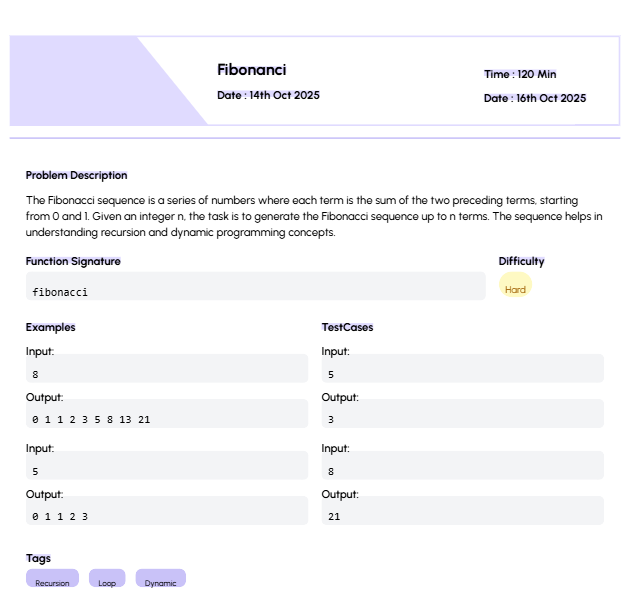 Fibonanci
Time : 120 Min
Date : 14th Oct 2025
Date : 16th Oct 2025
Problem Description
The Fibonacci sequence is a series of numbers where each term is the sum of the two preceding terms, starting
from 0 and 1. Given an integer n, the task is to generate the Fibonacci sequence up to n terms. The sequence helps in
understanding recursion and dynamic programming concepts.
Function Signature
fibonacci
Difficulty
Hard
Examples
Input:
8
Output:
0 1 1 2 3 5 8 13 21
Input:
5
Output:
0 1 1 2 3
TestCases
Input:
5
Output:
3
Input:
8
Output:
21
Tags
Recursion Loop Dynamic